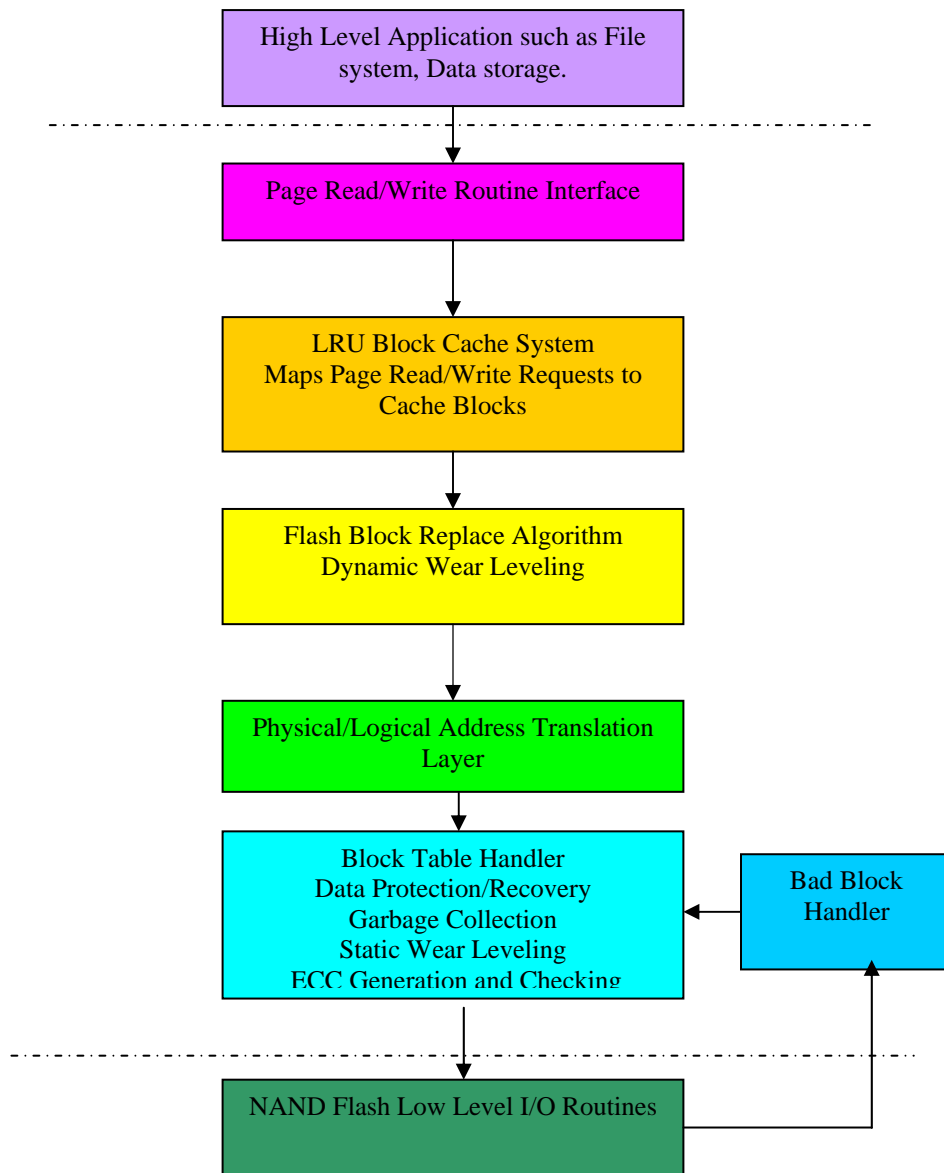 High Level Application such as File
system, Data storage.
Page Read/Write Routine Interface
LRU Block Cache System
Maps Page Read/Write Requests to
Cache Blocks
Flash Block Replace Algorithm
Dynamic Wear Leveling
Physical/Logical Address Translation
Layer
Block Table Handler
Data Protection/Recovery
Garbage Collection
Static Wear Leveling
ECC Generation and Checking
Bad Block
Handler
NAND Flash Low Level I/O Routines